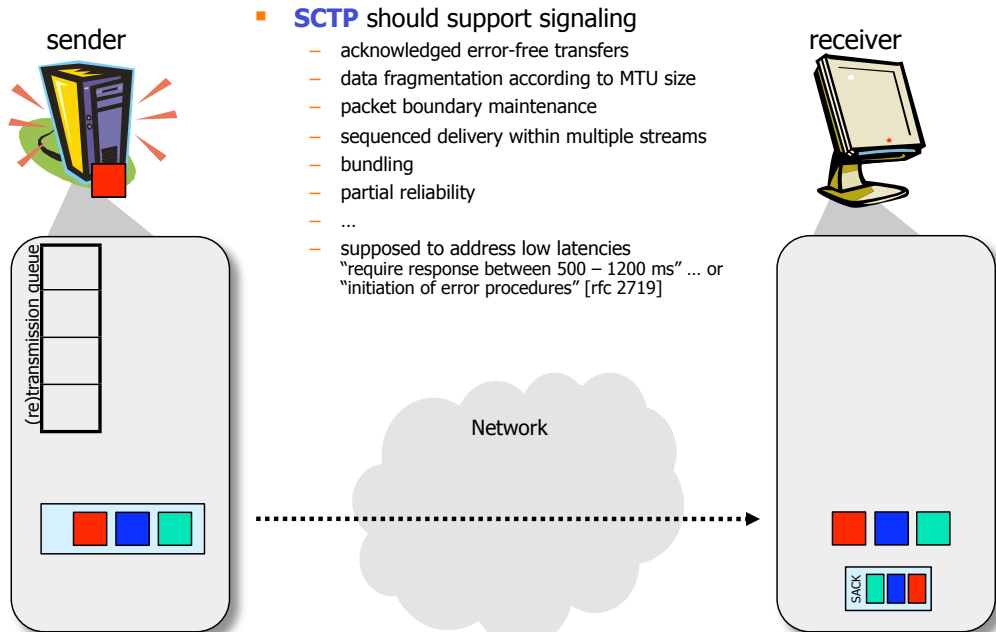 sender
▪ SCTP should support signaling
– acknowledged error-free transfers
– data fragmentation according to MTU size
– packet boundary maintenance
– sequenced delivery within multiple streams
– bundling
– partial reliability
– …
– supposed to address low latencies
“require response between 500 – 1200 ms” … or
“initiation of error procedures” [rfc 2719]
receiver
(re)transmission queue
Network
SACK